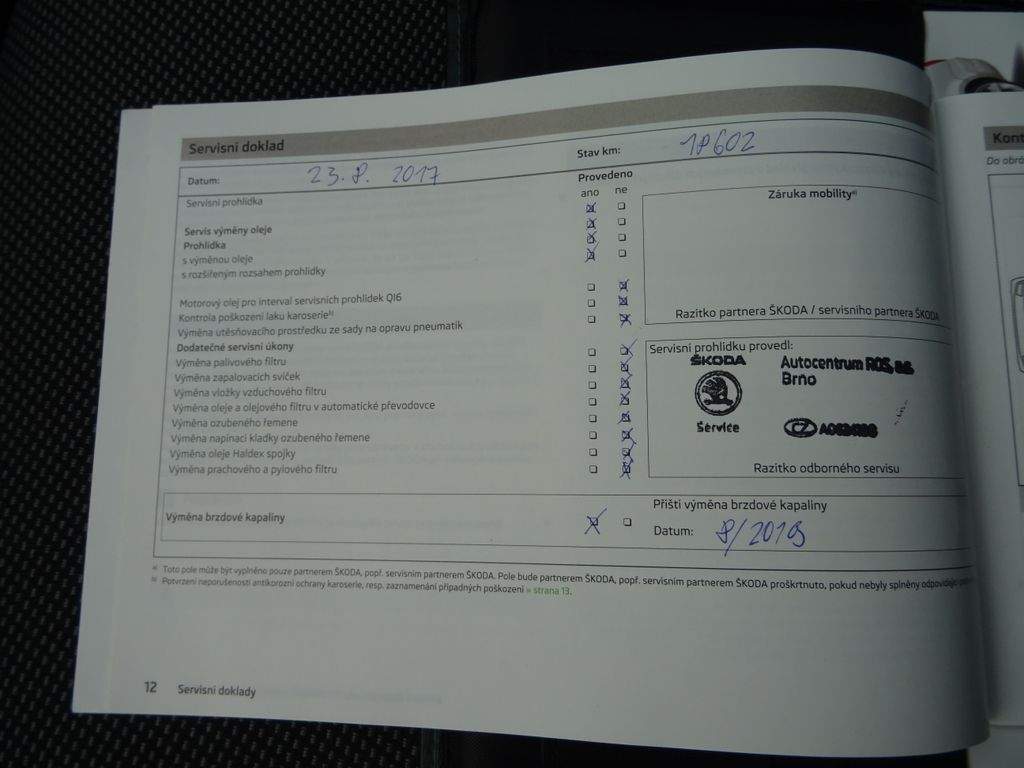 Servisní doklad
Datum: 23. 8. 2017
Stav km: 18602
Provedeno
ano ne
Servisní prohlídka
Servis výměny oleje
Prohlídka
s výměnou oleje
s rozšířeným rozsahem prohlídky
Motorový olej pro interval servisních prohlídek QI6
Kontrola poškození laku karoserie b)
Výměna utěsňovacího prostředku ze sady na opravu pneumatik
Dodatečné servisní úkony
Výměna palivového filtru
Výměna zapalovacích svíček
Výměna vložky vzduchového filtru
Výměna oleje a olejového filtru v automatické převodovce
Výměna ozubeného řemene
Výměna napínací kladky ozubeného řemene
Výměna oleje Haldex spojky
Výměna prachového a pylového filtru
Záruka mobility a)
Razítko partnera ŠKODA / servisního partnera ŠKODA
Servisní prohlídku provedl:
ŠKODA
Service
Autocentrum ROS, a.s.
Brno
CZ
Razítko odborného servisu
Výměna brzdové kapaliny
Příští výměna brzdové kapaliny
Datum: 8/2019
a) Toto pole může být vyplněno pouze partnerem ŠKODA, popř. servisním partnerem ŠKODA. Pole bude partnerem ŠKODA, popř. servisním partnerem ŠKODA proškrtnuto, pokud nebyly splněny
b) Potvrzení neporušenosti antikorozní ochrany karoserie, resp. zaznamenání případných poškození » strana 13.
12 Servisní doklady
Kont
Do obrá